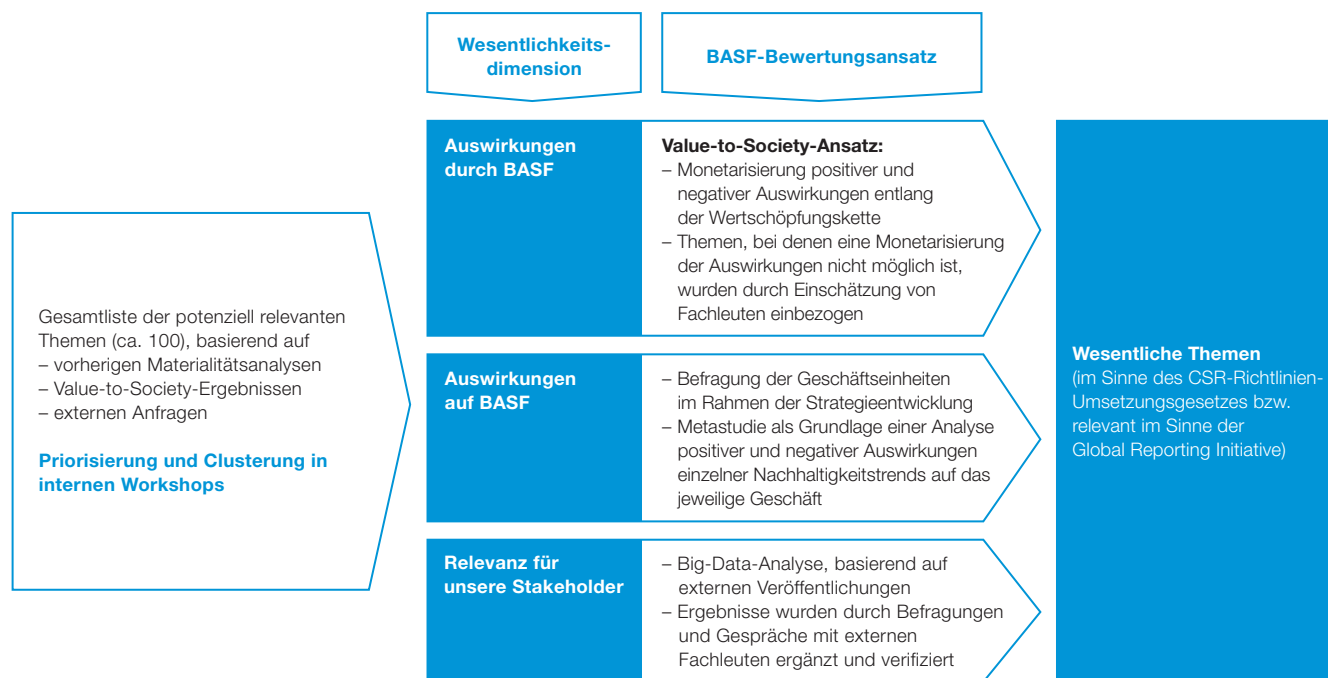 Wesentlichkeits-
dimension
BASF-Bewertungsansatz
Gesamtliste der potenziell relevanten
Themen (ca. 100), basierend auf
– vorherigen Materialitätsanalysen
– Value-to-Society-Ergebnissen
– externen Anfragen
Priorisierung und Clusterung in
internen Workshops
Auswirkungen
durch BASF
Value-to-Society-Ansatz:
– Monetarisierung positiver und
negativer Auswirkungen entlang
der Wertschöpfungskette
– Themen, bei denen eine Monetarisierung
der Auswirkungen nicht möglich ist,
wurden durch Einschätzung von
Fachleuten einbezogen
Auswirkungen
auf BASF
– Befragung der Geschäftseinheiten
im Rahmen der Strategieentwicklung
– Metastudie als Grundlage einer Analyse
positiver und negativer Auswirkungen
einzelner Nachhaltigkeitstrends auf das
jeweilige Geschäft
Relevanz für
unsere Stakeholder
– Big-Data-Analyse, basierend auf
externen Veröffentlichungen
– Ergebnisse wurden durch Befragungen
und Gespräche mit externen
Fachleuten ergänzt und verifiziert
Wesentliche Themen
(im Sinne des CSR-Richtlinien-
Umsetzungsgesetzes bzw.
relevant im Sinne der
Global Reporting Initiative)